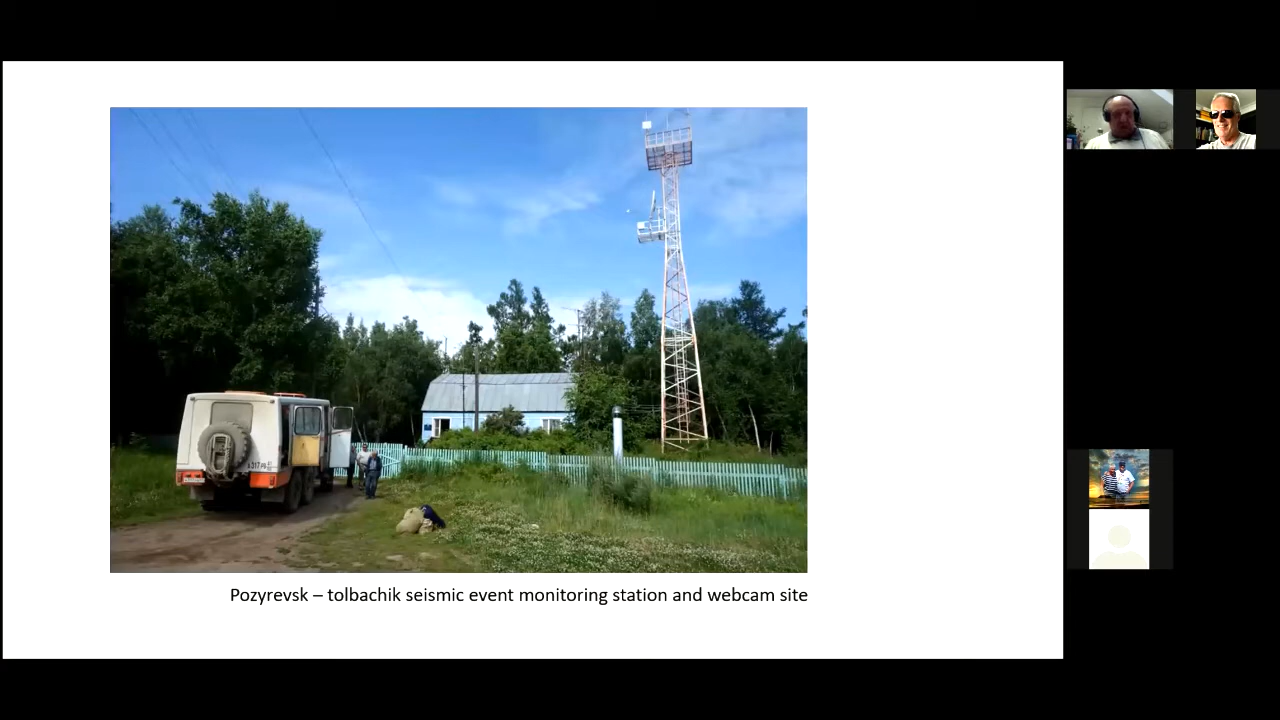 Pozyrevsk – tolbachik seismic event monitoring station and webcam site